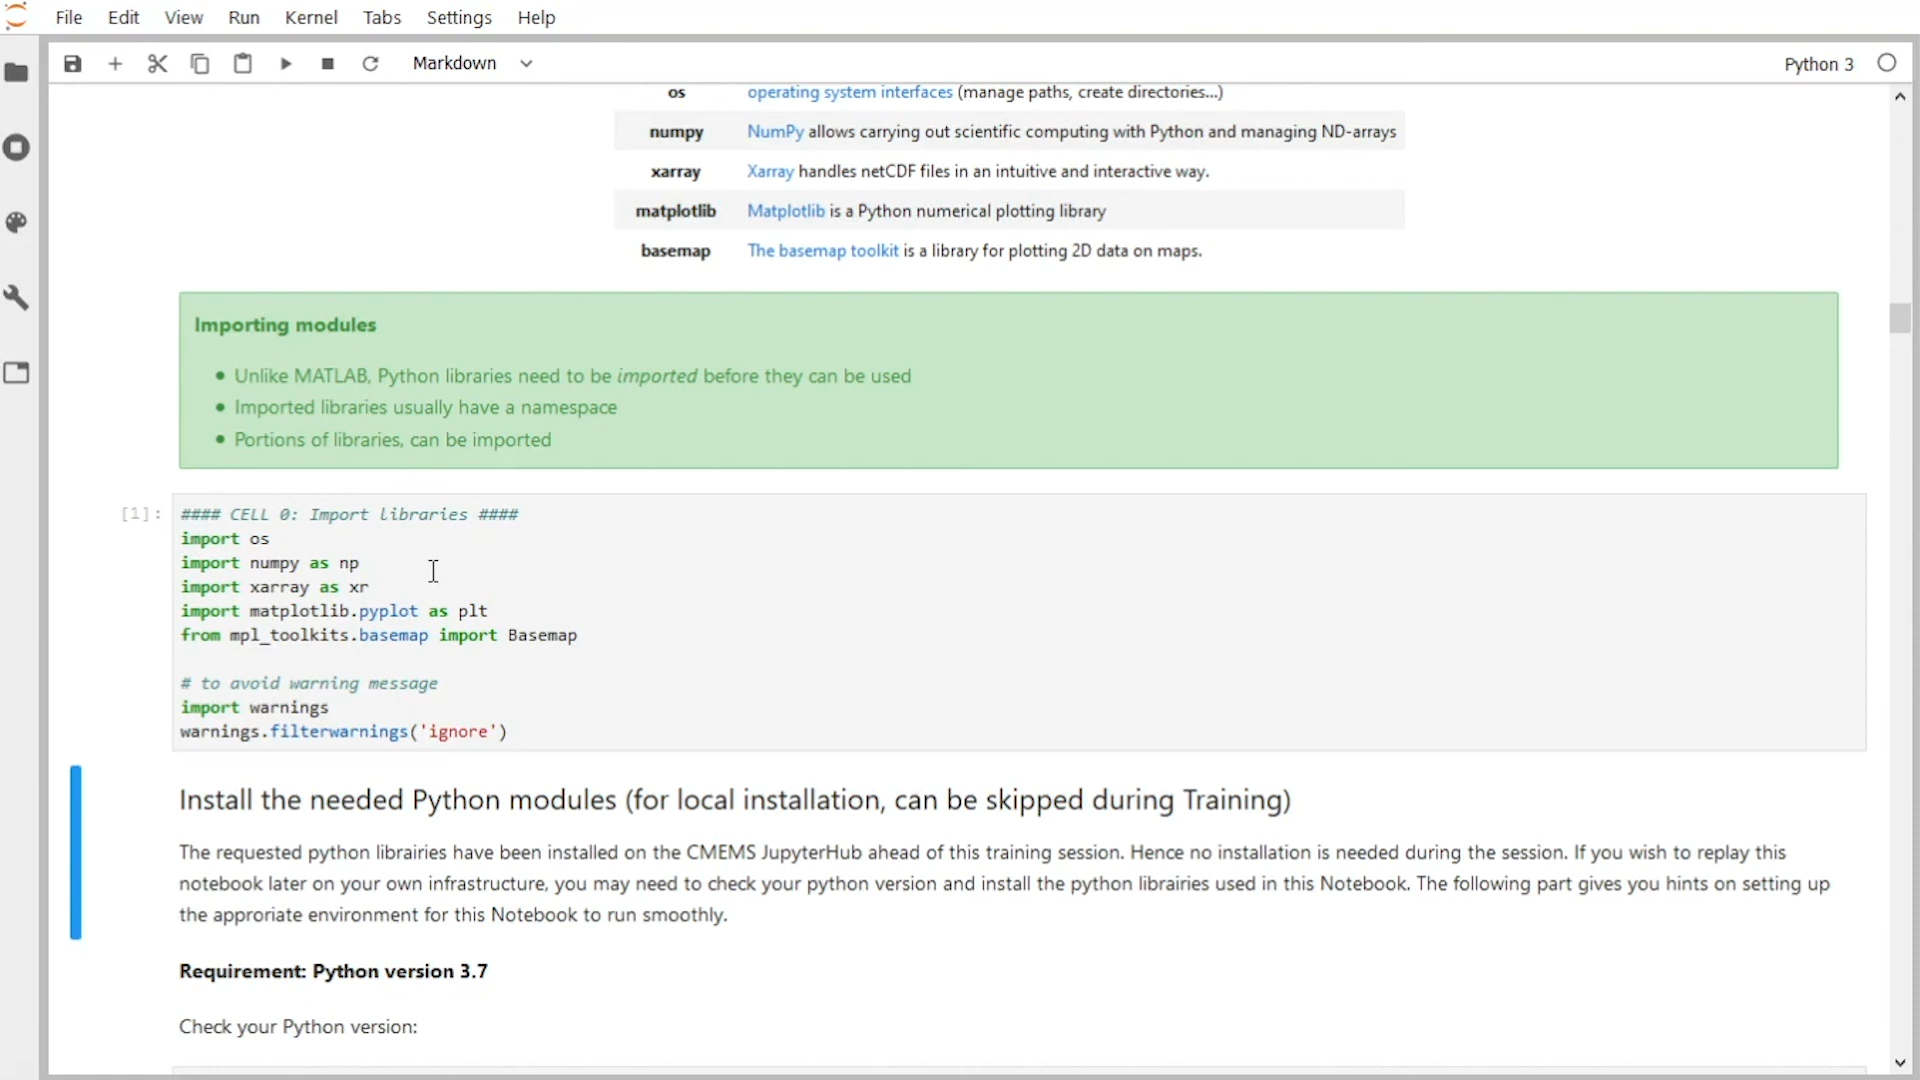 File Edit View Run Kernel Tabs Settings Help
Markdown Python 3
os operating system interfaces (manage paths, create directories...)
numpy NumPy allows carrying out scientific computing with Python and managing ND-arrays
xarray Xarray handles netCDF files in an intuitive and interactive way.
matplotlib Matplotlib is a Python numerical plotting library
basemap The basemap toolkit is a library for plotting 2D data on maps.
Importing modules
• Unlike MATLAB, Python libraries need to be imported before they can be used
• Imported libraries usually have a namespace
• Portions of libraries, can be imported
[1]: #### CELL 0: Import libraries ####
import os
import numpy as np
import xarray as xr
import matplotlib.pyplot as plt
from mpl_toolkits.basemap import Basemap
# to avoid warning message
import warnings
warnings.filterwarnings('ignore')
Install the needed Python modules (for local installation, can be skipped during Training)
The requested python librairies have been installed on the CMEMS JupyterHub ahead of this training session. Hence no installation is needed during the session. If you wish to replay this
notebook later on your own infrastructure, you may need to check your python version and install the python librairies used in this Notebook. The following part gives you hints on setting up
the approriate environment for this Notebook to run smoothly.
Requirement: Python version 3.7
Check your Python version: